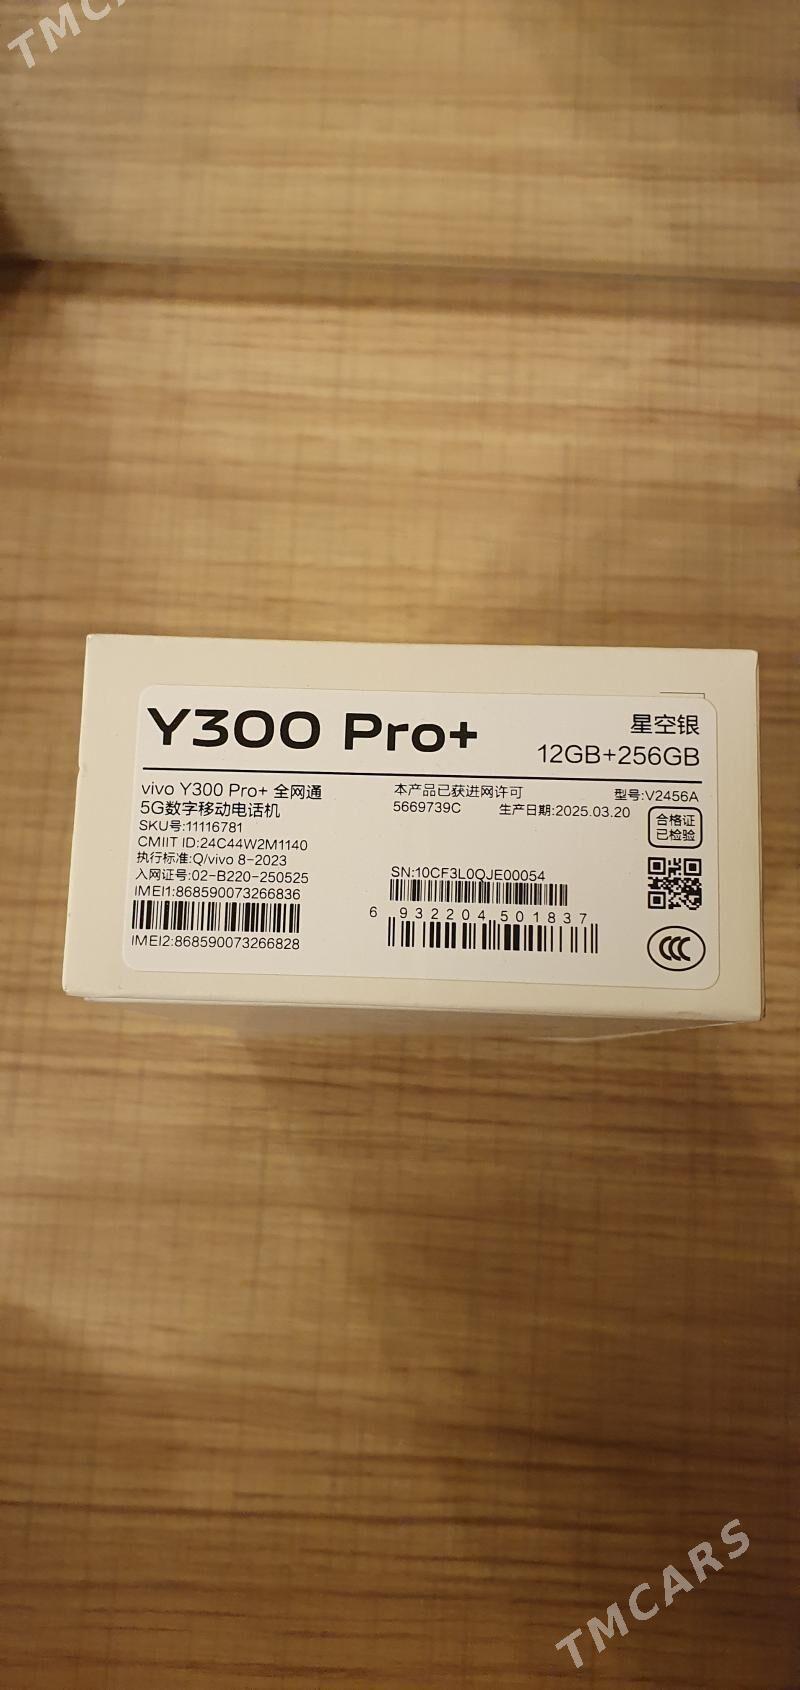 TMCA
Y300 Pro+
星空银
12GB+256GB
vivo Y300 Pro+ 全网通
5G数字移动电话机
SKU号:11116781
CMIIT ID:24C44W2M1140
执行标准:Q/vivo 8-2023
入网证号:02-B220-250525
IMEI1:868590073266836
IMEI2:868590073266828
本产品已获进网许可
5669739C
生产日期:2025.03.20
型号:V2456A
合格证
已检验
SN:10CF3L0QJE00054
6 932204 501837
CCC
TMCARS